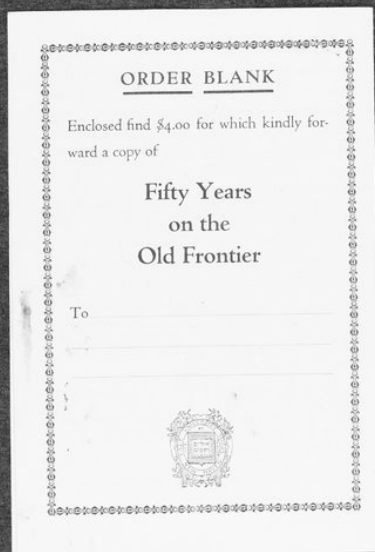 ORDER BLANK
Enclosed find $4.00 for which kindly for-
ward a copy of
Fifty Years
on the
Old Frontier
To